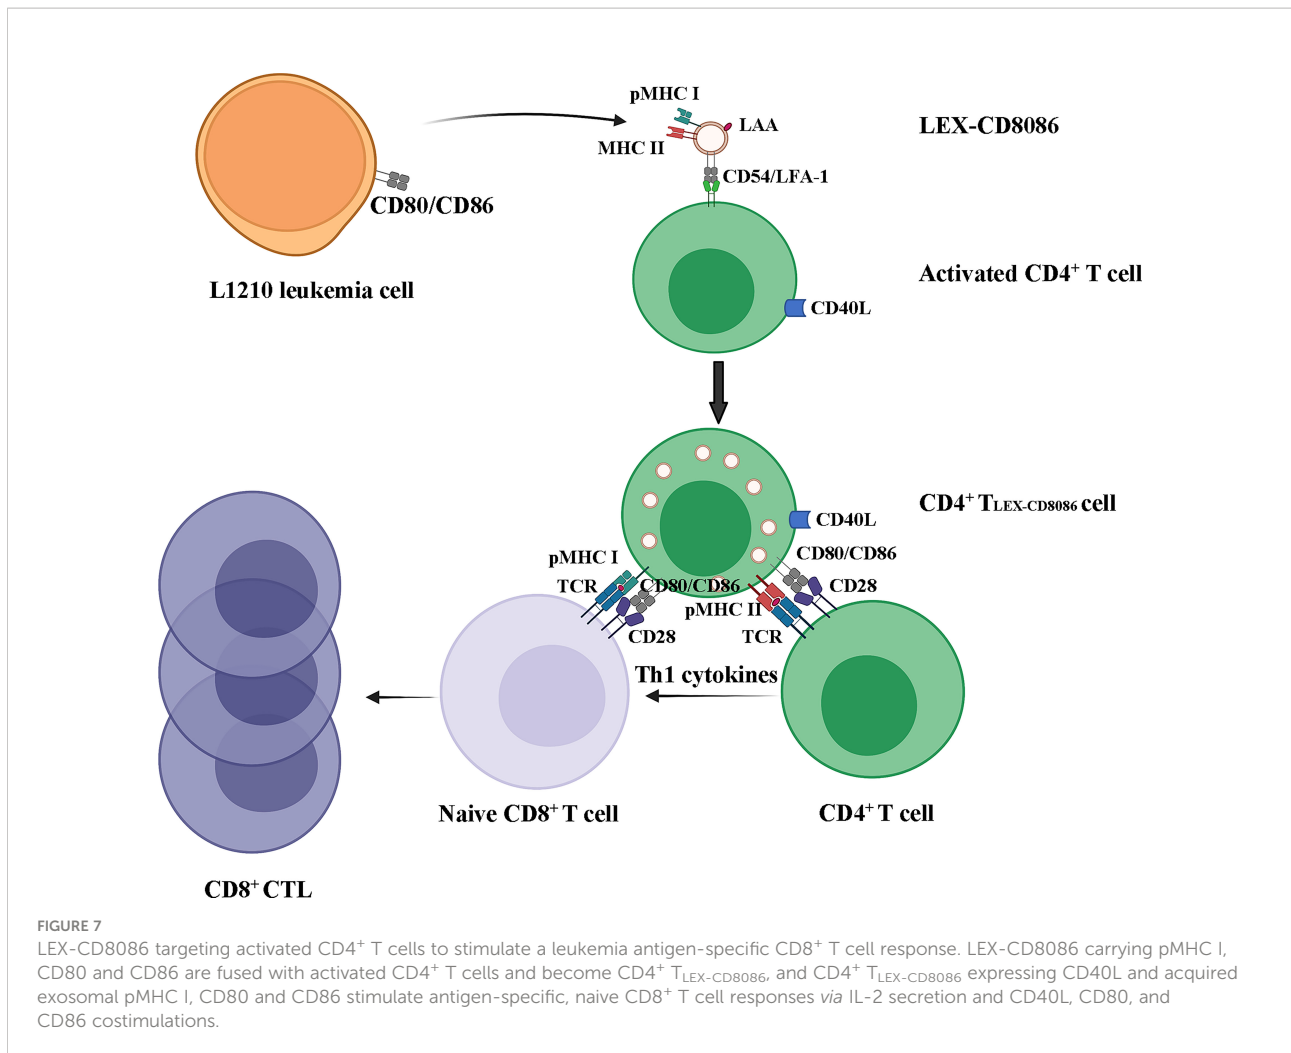 pMHC I
LAA
LEX-CD8086
MHC II
CD54/LFA-1
CD80/CD86
L1210 leukemia cell
Activated CD4⁺ T cell
CD40L
CD4⁺ TLEX-CD8086 cell
CD40L
CD80/CD86
pMHC I
TCR
CD80/CD86
CD28
pMHC II
CD28
TCR
Th1 cytokines
Naive CD8⁺ T cell
CD4⁺ T cell
CD8⁺ CTL
FIGURE 7
LEX-CD8086 targeting activated CD4⁺ T cells to stimulate a leukemia antigen-specific CD8⁺ T cell response. LEX-CD8086 carrying pMHC I,
CD80 and CD86 are fused with activated CD4⁺ T cells and become CD4⁺ TLEX-CD8086, and CD4⁺ TLEX-CD8086 expressing CD40L and acquired
exosomal pMHC I, CD80 and CD86 stimulate antigen-specific, naive CD8⁺ T cell responses via IL-2 secretion and CD40L, CD80, and
CD86 costimulations.